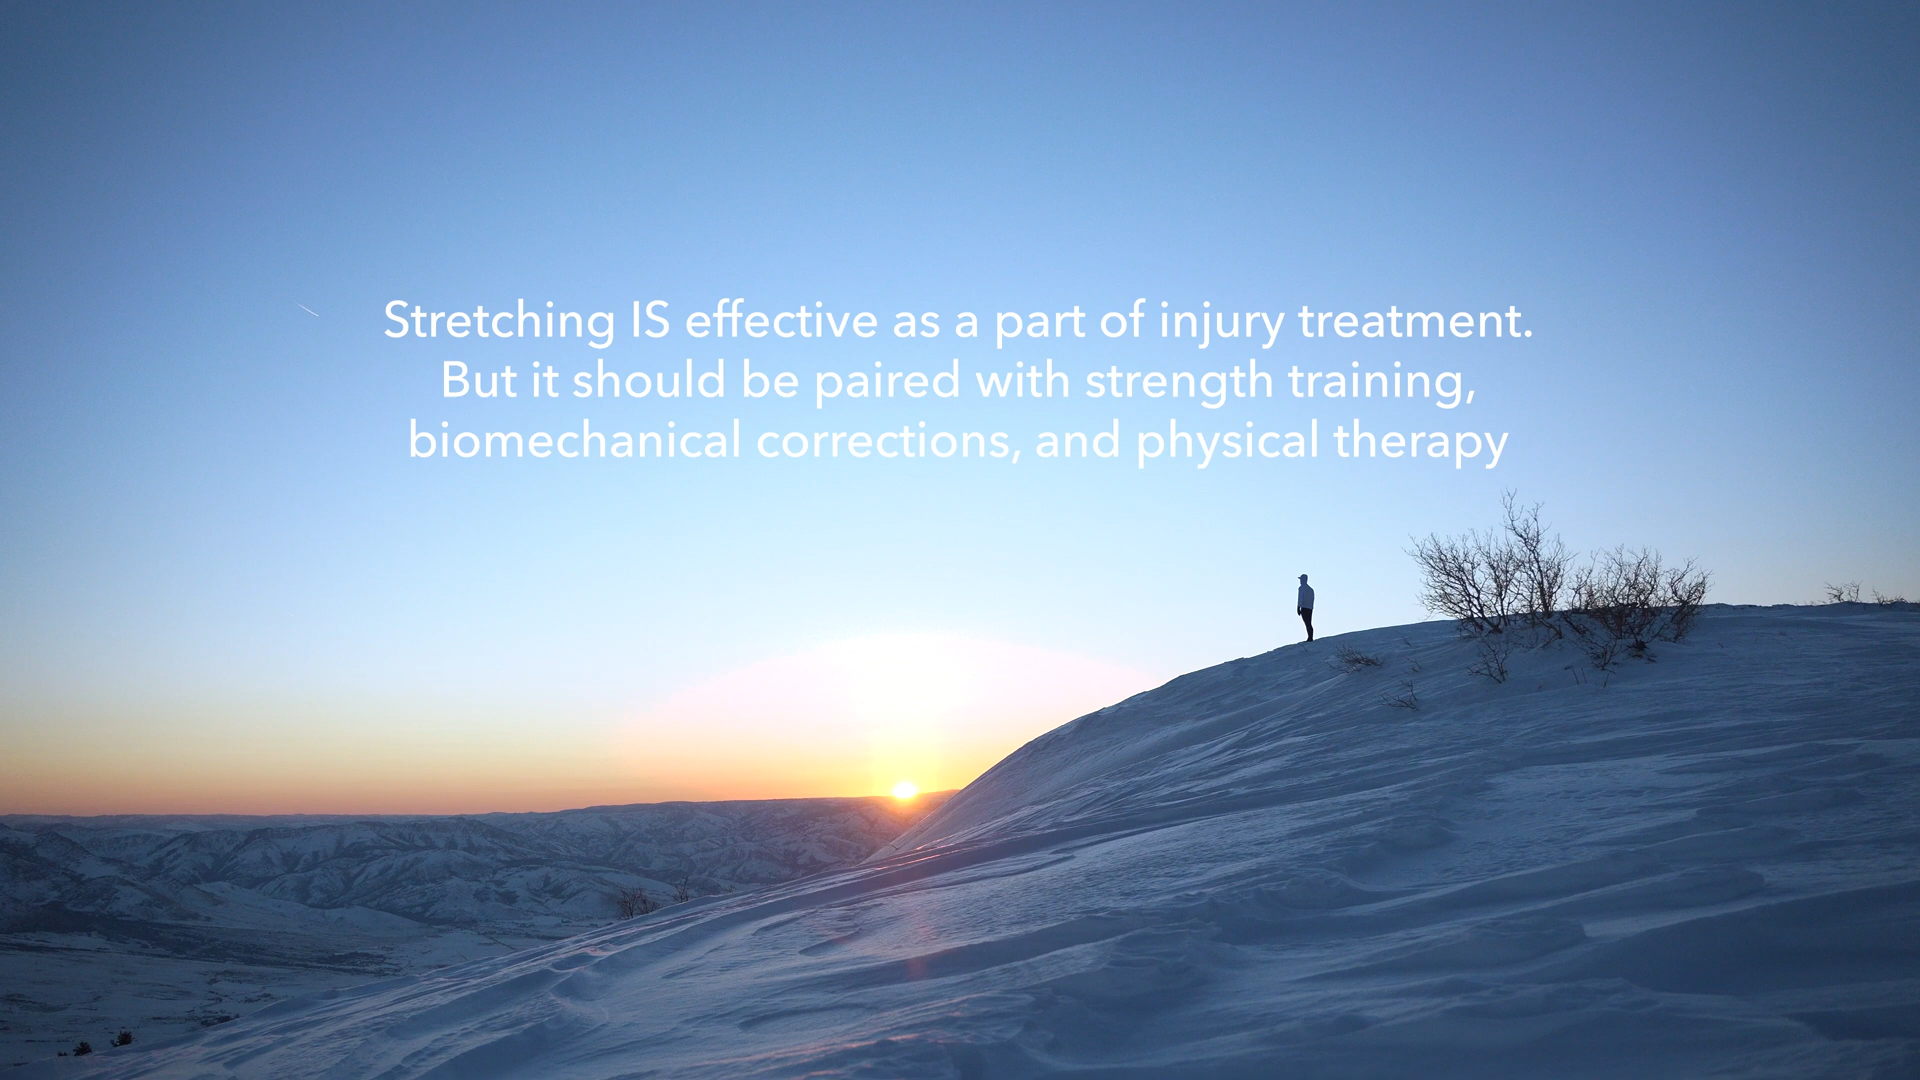 Stretching IS effective as a part of injury treatment.
But it should be paired with strength training,
biomechanical corrections, and physical therapy